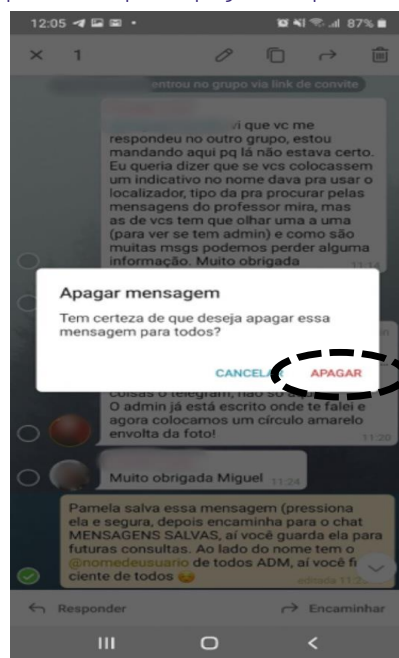 12:05
87%
1
entrou no grupo via link de convite
vi que vc me
respondeu no outro grupo, estou
mandando aqui pq lá não estava certo.
Eu queria dizer que se vcs colocassem
um indicativo no nome dava pra usar o
localizador, tipo da pra procurar pelas
mensagens do professor mira, mas
as de vcs tem que olhar uma a uma
(para ver se tem admin) e como são
muitas msgs podemos perder alguma
informação. Muito obrigada
11:14
Apagar mensagem
Tem certeza de que deseja apagar essa
mensagem para todos?
CANCELAR APAGAR
coisas o telegram, não só
O admin já está escrito onde te falei e
agora colocamos um círculo amarelo
envolta da foto!
11:20
Muito obrigada Miguel 11:24
Pamela salva essa mensagem (pressiona
ela e segura, depois encaminha para o chat
MENSAGENS SALVAS, aí você guarda ela para
futuras consultas. Ao lado do nome tem o
@nomedeusuario de todos ADM, aí você
ciente de todos 😉 editada
Responder Encaminhar